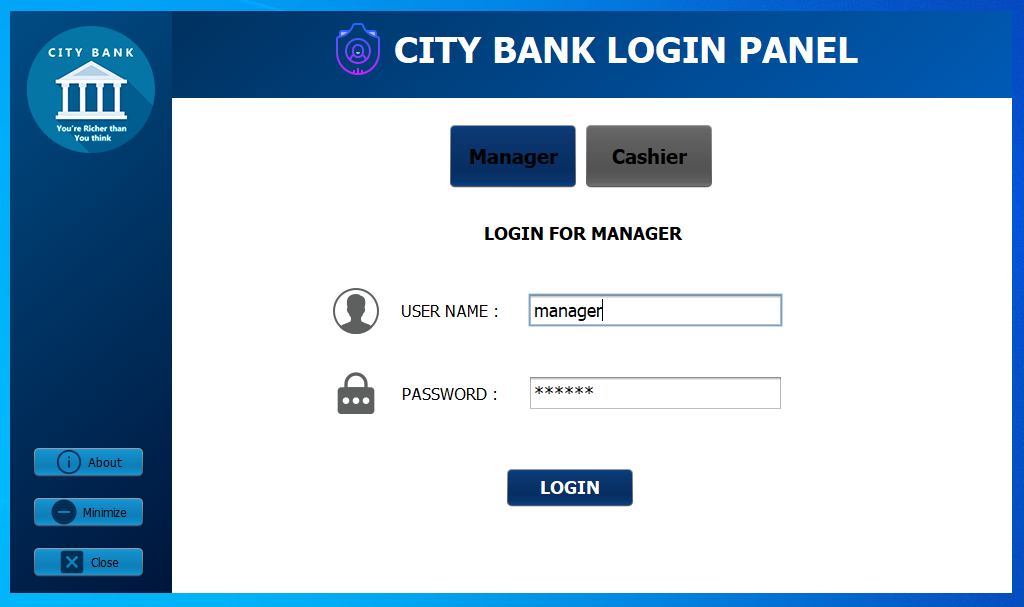 CITY BANK
You're Richer than
You think
CITY BANK LOGIN PANEL
Manager
Cashier
LOGIN FOR MANAGER
USER NAME :
manager
PASSWORD :
******
LOGIN
About
Minimize
Close